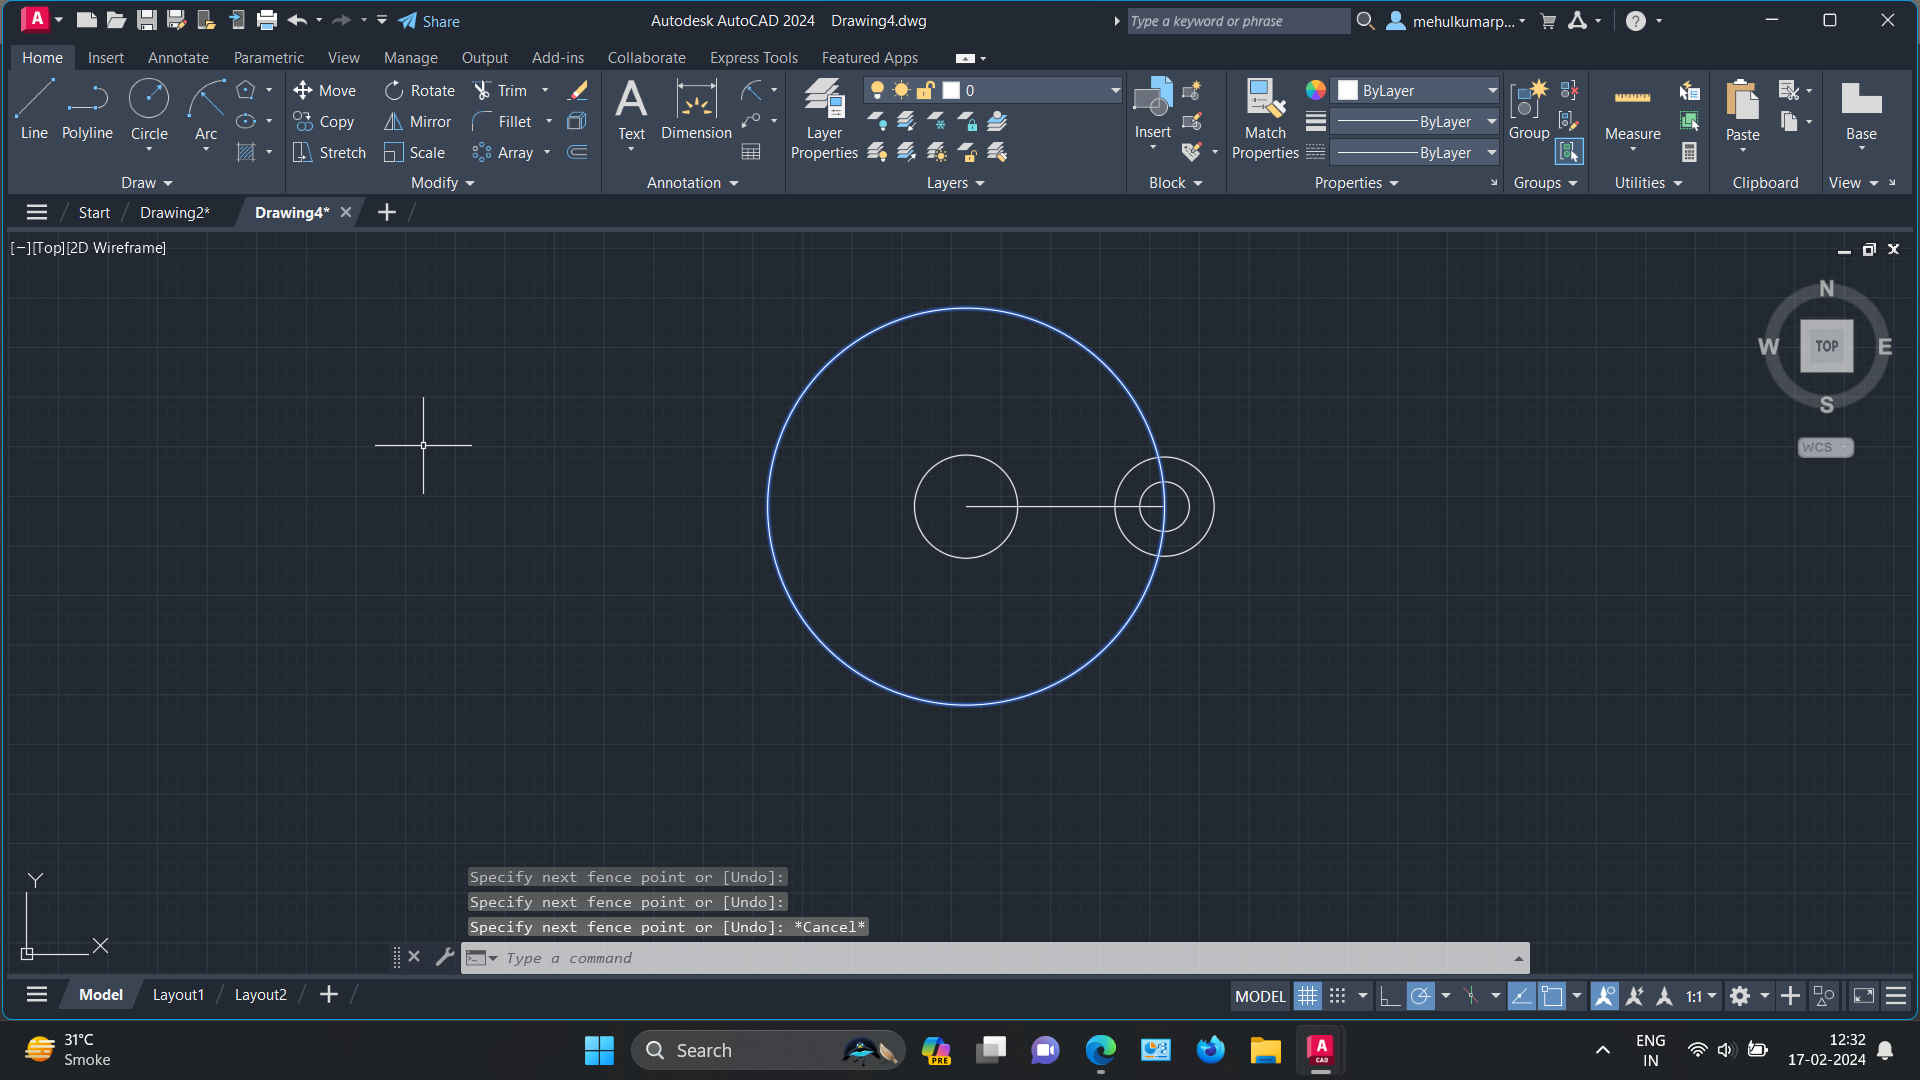 A Share Autodesk AutoCAD 2024 Drawing4.dwg Type a keyword or phrase mehulkumarp... ?
Home Insert Annotate Parametric View Manage Output Add-ins Collaborate Express Tools Featured Apps
Line Polyline Circle Arc
Move Rotate Trim
Copy Mirror Fillet
Stretch Scale Array
A Text Dimension
Layer Properties
0
Insert
Match Properties
ByLayer
ByLayer
ByLayer
Group
Measure
Paste
Base
Draw Modify Annotation Layers Block Properties Groups Utilities Clipboard View
Start Drawing2* Drawing4*
[−][Top][2D Wireframe]
N
W TOP E
S
WCS
Y
X
Specify next fence point or [Undo]:
Specify next fence point or [Undo]:
Specify next fence point or [Undo]: *Cancel*
Type a command
Model Layout1 Layout2 MODEL 1:1
31°C
Smoke
Search
PRE
A CAD
ENG
IN
12:32
17-02-2024